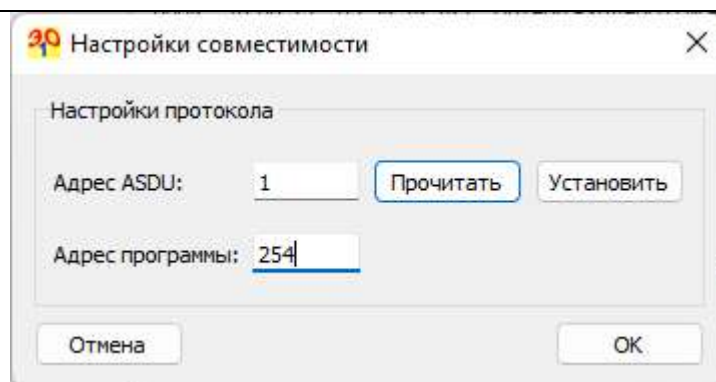 Настройки совместимости
Настройки протокола
Адрес ASDU: 1 Прочитать Установить
Адрес программы: 254
Отмена OK